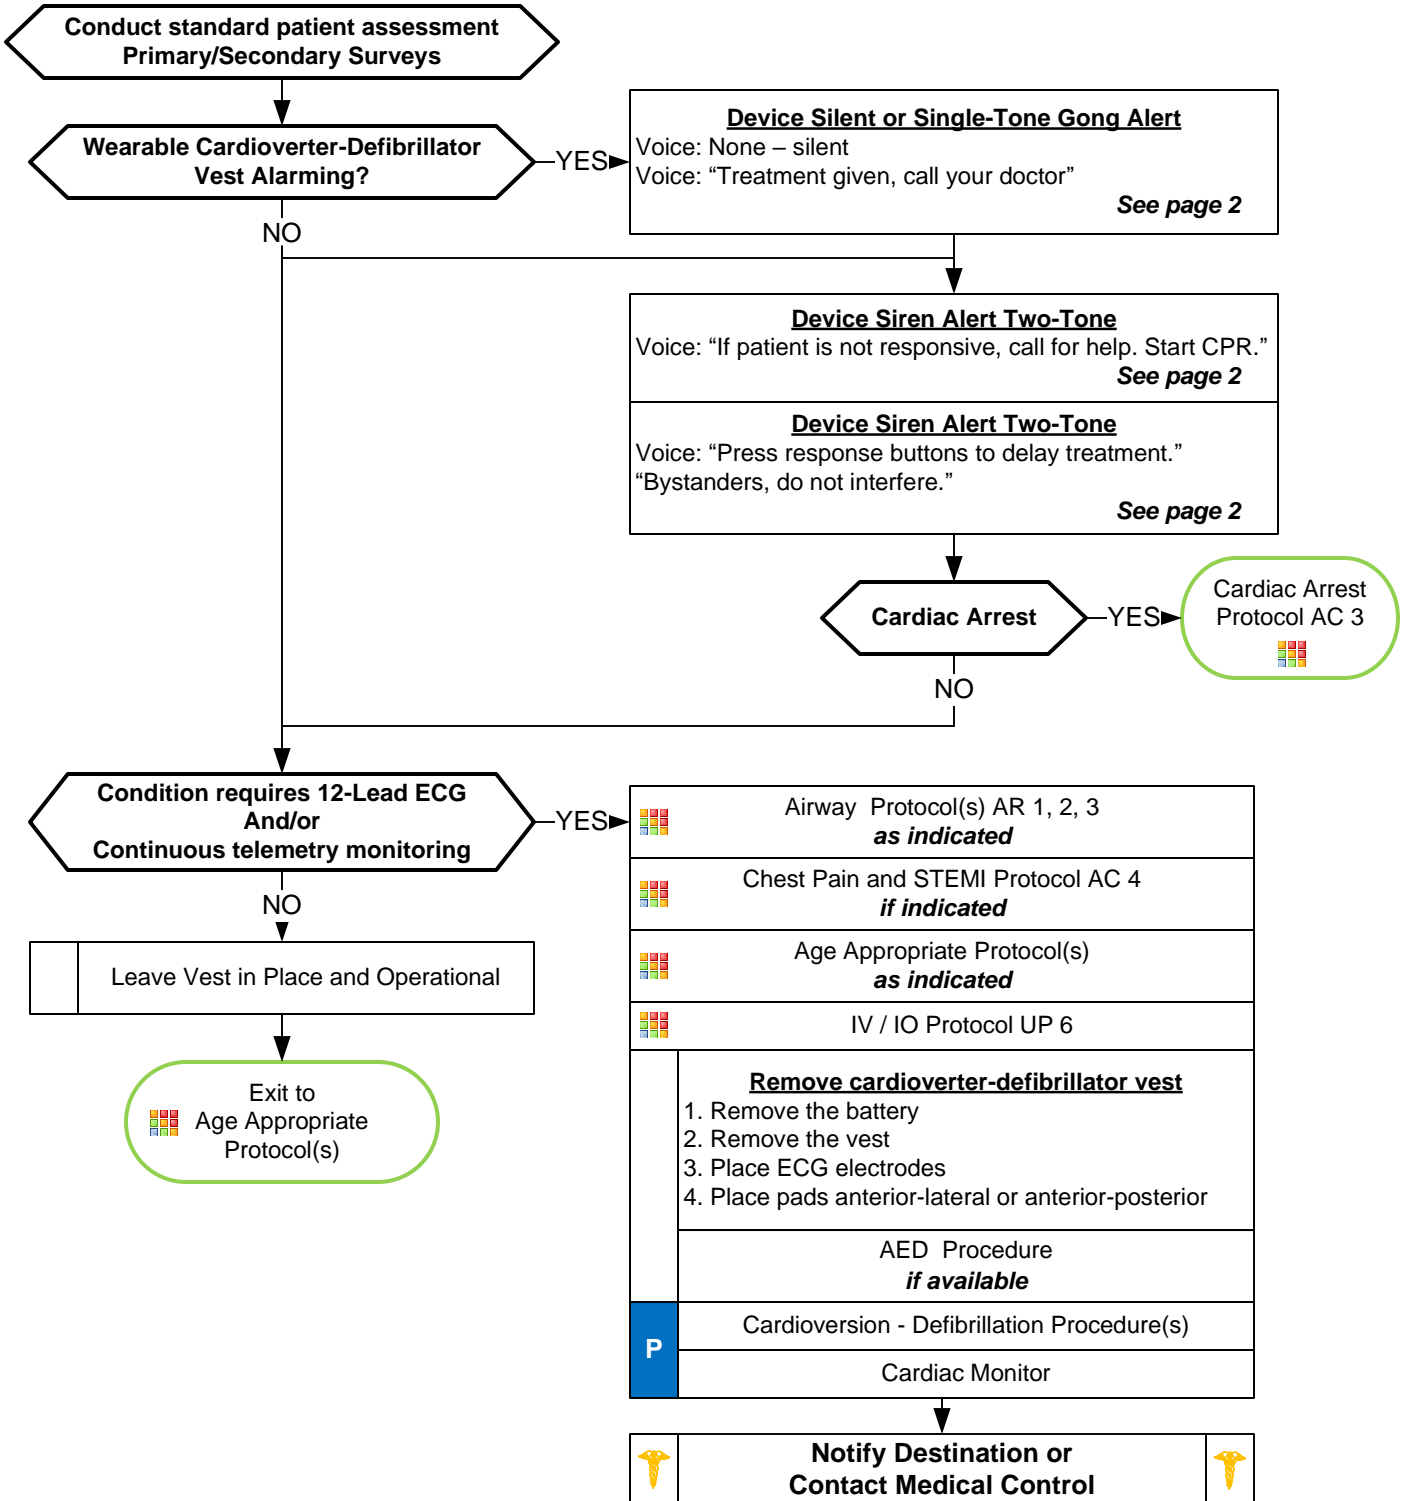 Conduct standard patient assessment
Primary/Secondary Surveys
Wearable Cardioverter-Defibrillator
Vest Alarming?
YES
NO
Device Silent or Single-Tone Gong Alert
Voice: None – silent
Voice: “Treatment given, call your doctor”
See page 2
Device Siren Alert Two-Tone
Voice: “If patient is not responsive, call for help. Start CPR.”
See page 2
Device Siren Alert Two-Tone
Voice: “Press response buttons to delay treatment.”
“Bystanders, do not interfere.”
See page 2
Cardiac Arrest
YES
Cardiac Arrest
Protocol AC 3
NO
Condition requires 12-Lead ECG
And/or
Continuous telemetry monitoring
YES
NO
Leave Vest in Place and Operational
Exit to
Age Appropriate
Protocol(s)
Airway Protocol(s) AR 1, 2, 3
as indicated
Chest Pain and STEMI Protocol AC 4
if indicated
Age Appropriate Protocol(s)
as indicated
IV / IO Protocol UP 6
Remove cardioverter-defibrillator vest
1. Remove the battery
2. Remove the vest
3. Place ECG electrodes
4. Place pads anterior-lateral or anterior-posterior
AED Procedure
if available
P
Cardioversion - Defibrillation Procedure(s)
Cardiac Monitor
Notify Destination or
Contact Medical Control